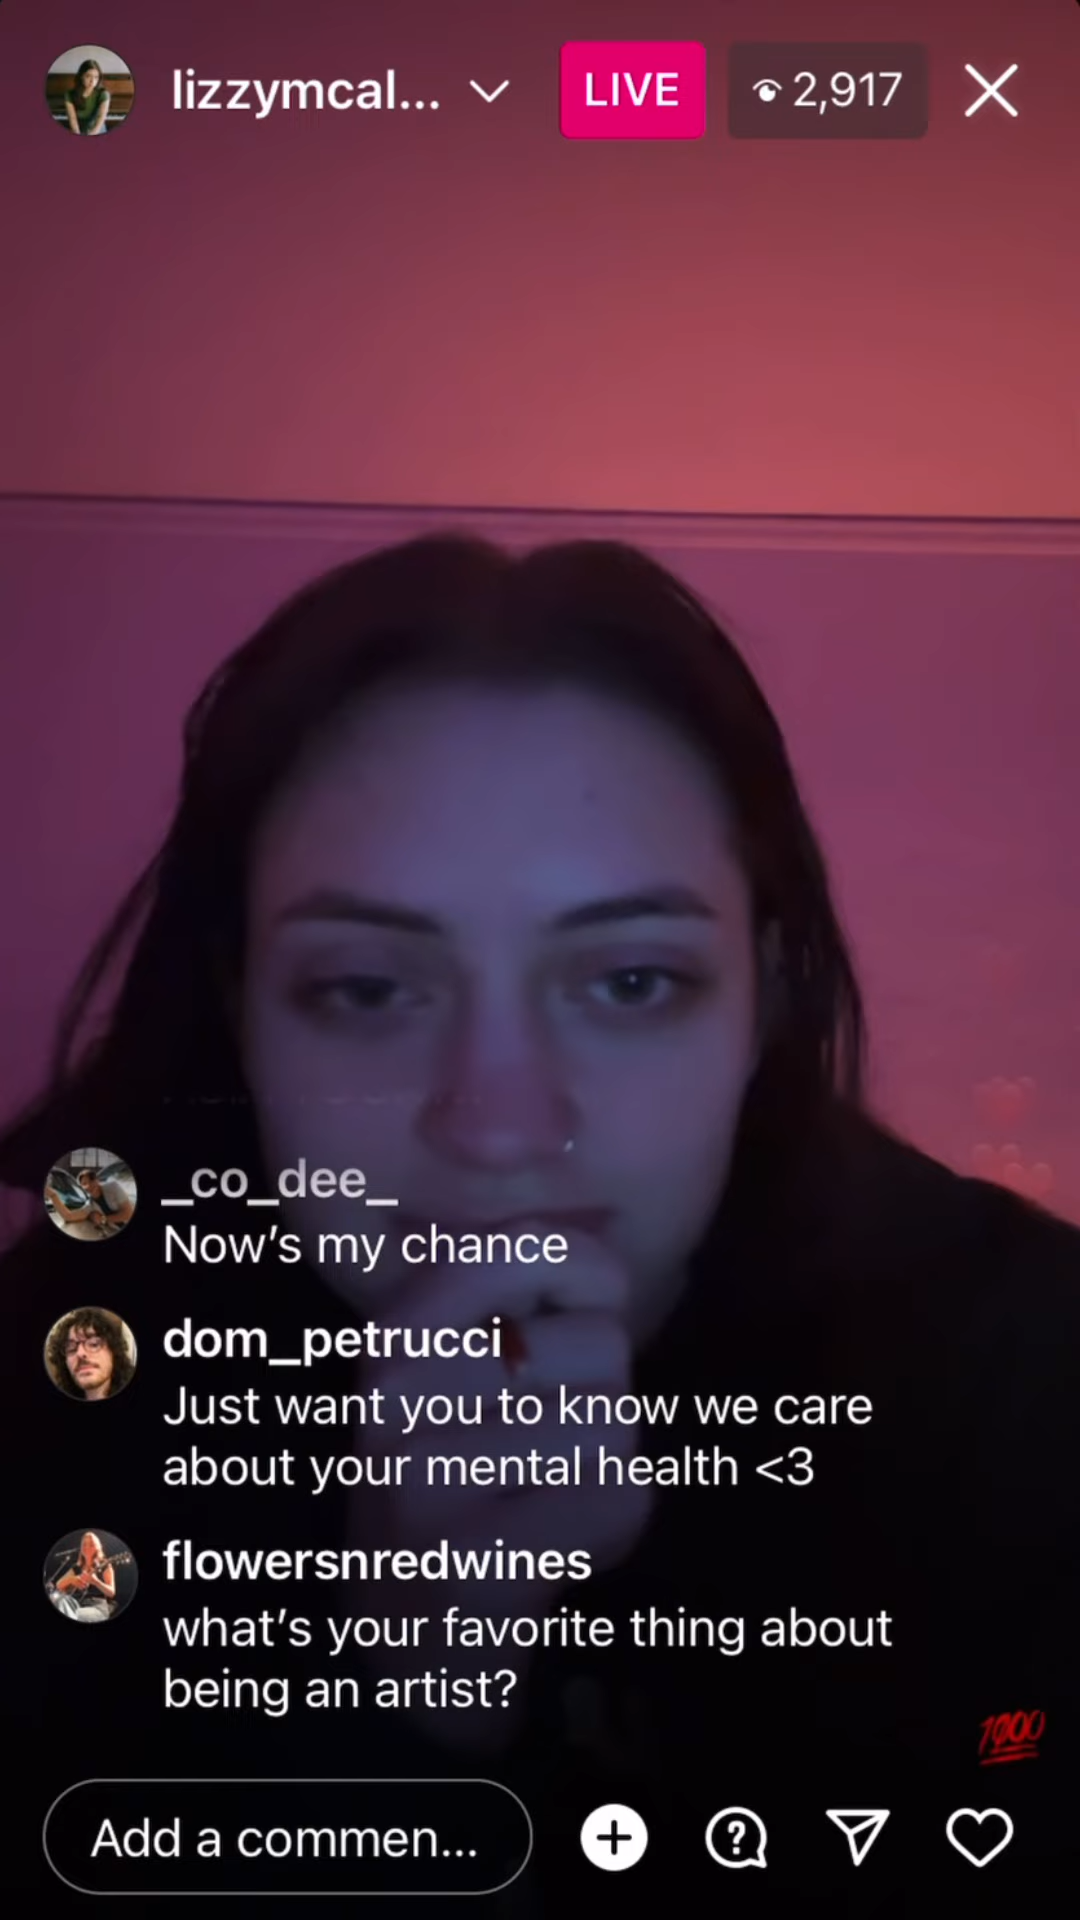 lizzymcal...
LIVE
2,917
_co_dee_
Now's my chance
dom_petrucci
Just want you to know we care
about your mental health <3
flowersnredwines
what's your favorite thing about
being an artist?
Add a commen...